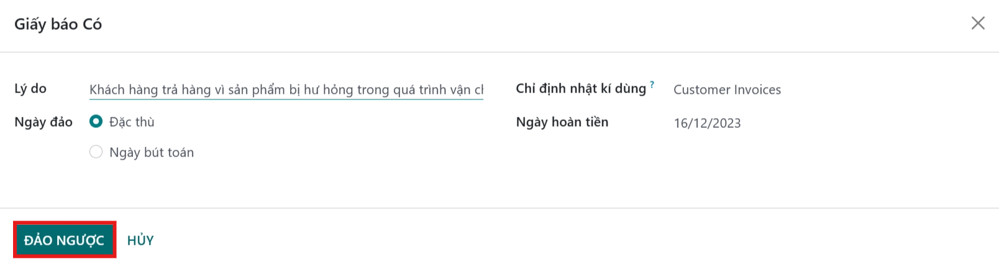 Giấy báo Có
Lý do
Khách hàng trả hàng vì sản phẩm bị hư hỏng trong quá trình vận
Chỉ định nhật kí dùng ?
Customer Invoices
Ngày đảo
Đặc thù
Ngày hoàn tiền
16/12/2023
Ngày bút toán
ĐẢO NGƯỢC
HỦY